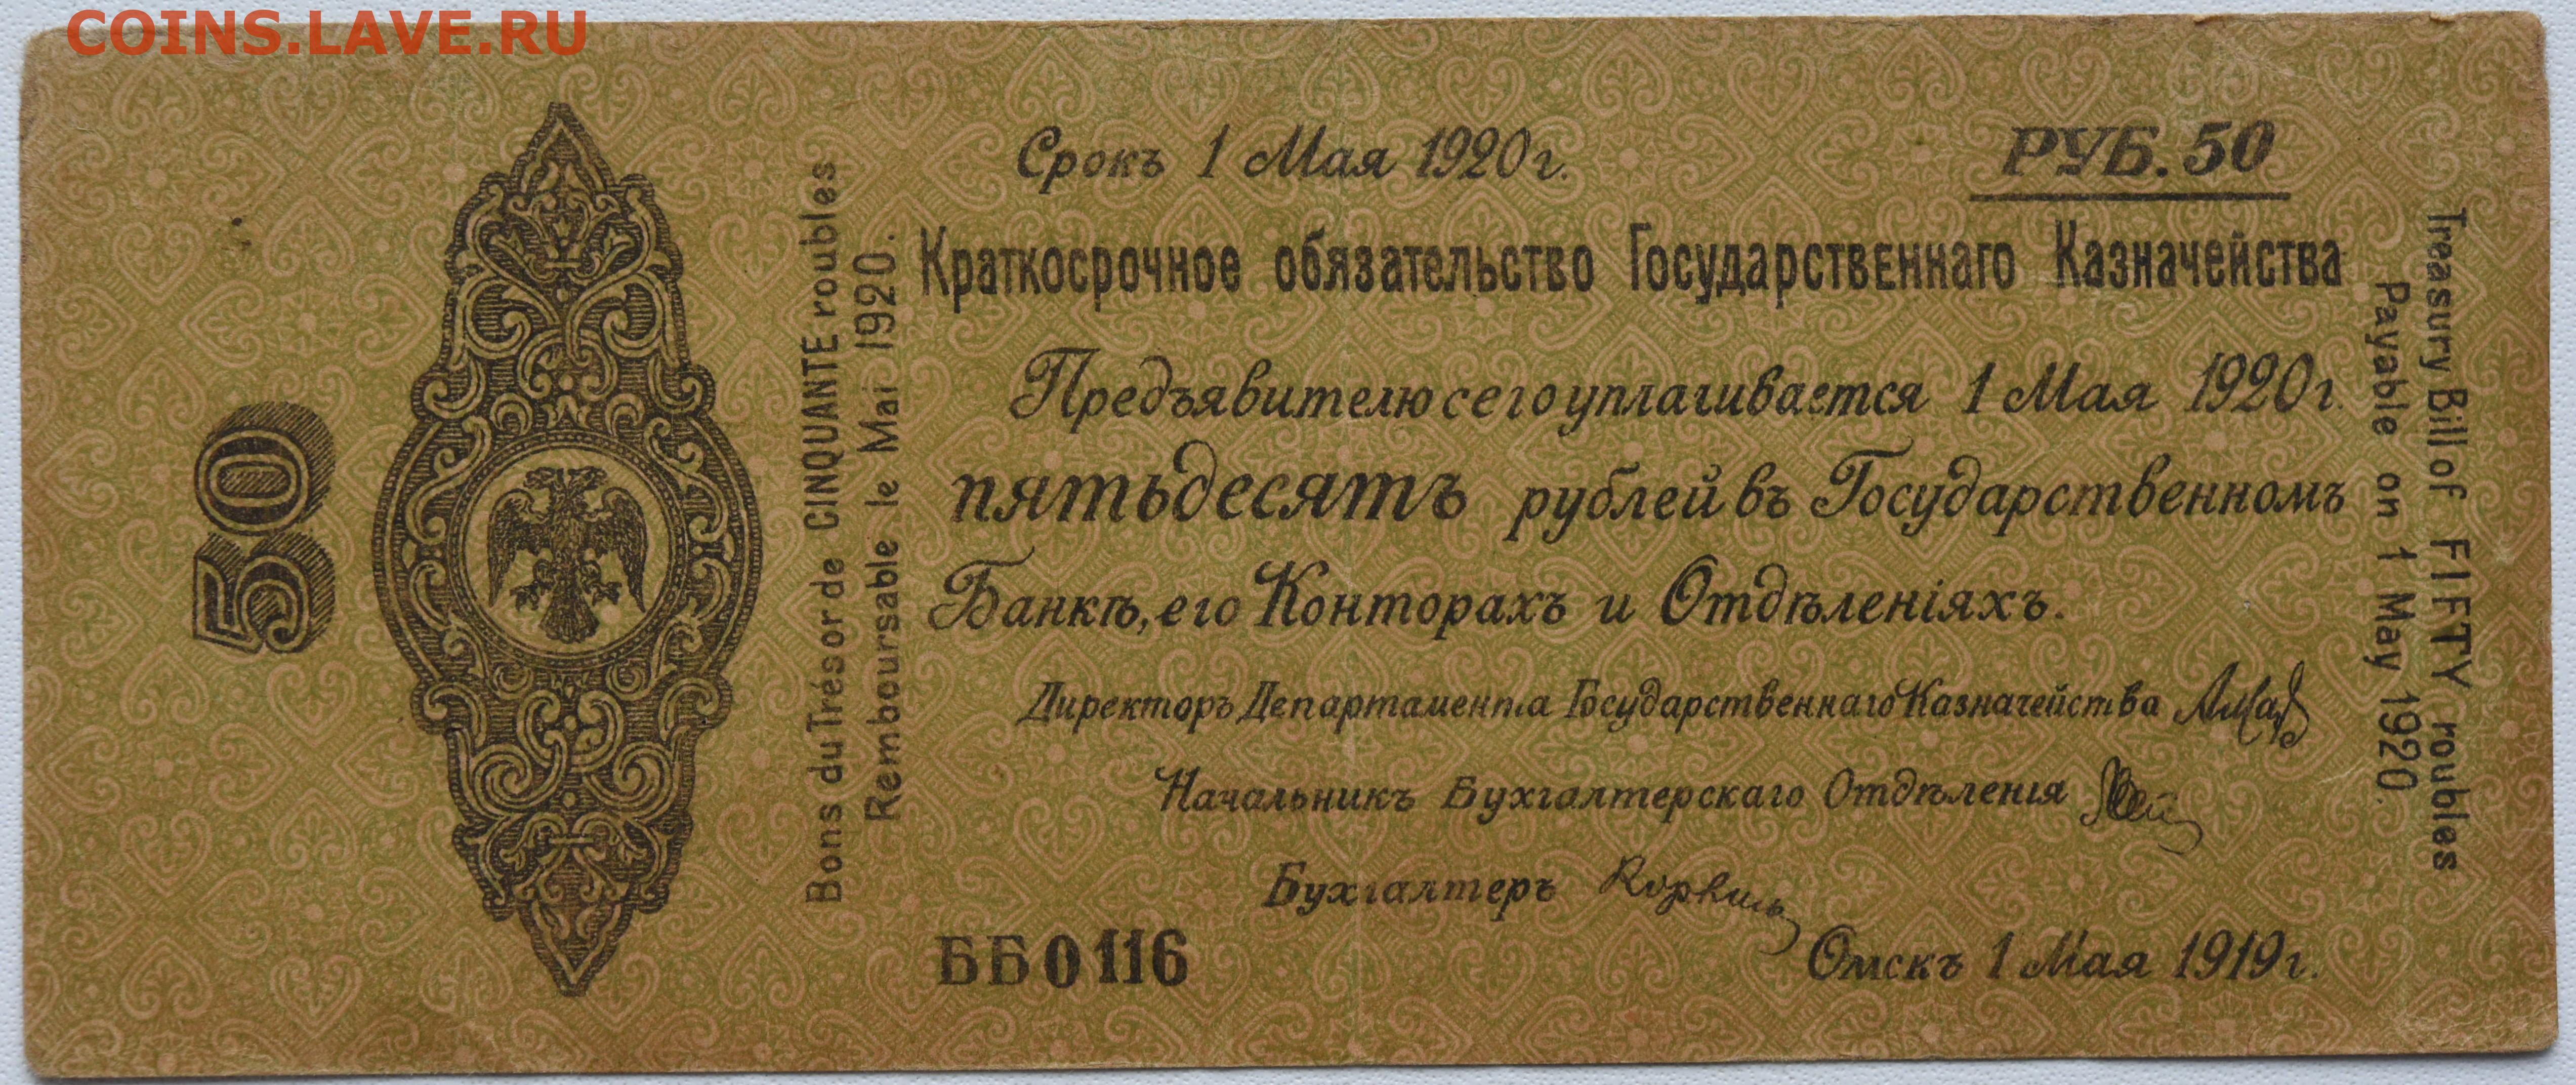 COINS.LAVE.RU
50
Bons du Trésor de CINQUANTE roubles
Remboursable le Mai 1920.
Срокъ 1 Мая 1920 г.
РУБ. 50
Краткосрочное обязательство Государственнаго Казначейства
Предъявителю сего уплачивается 1 Мая 1920 г.
пятьдесятъ рублей въ Государственномъ
Банкѣ, его Конторахъ и Отдѣленіяхъ.
Директоръ Департамента Государственнаго Казначейства
Начальникъ Бухгалтерскаго Отдѣленія
Бухгалтеръ
ББ 0116
Омскъ 1 Мая 1919 г.
Treasury Bill of FIFTY roubles
Payable on 1 May 1920.